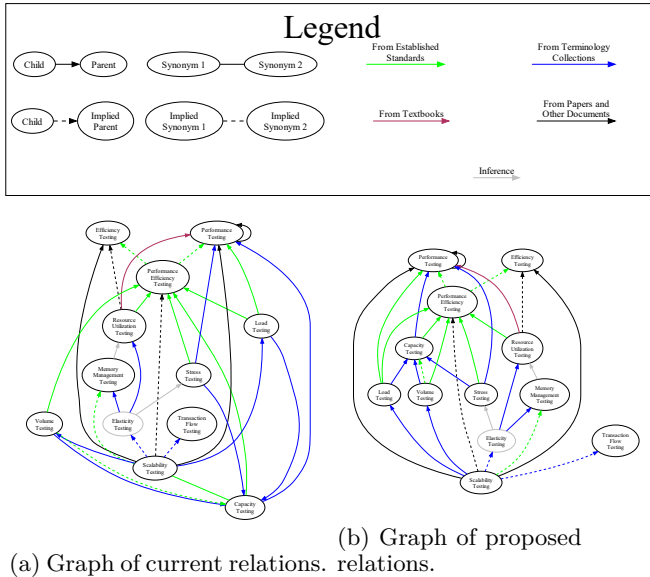 Legend
From Established
Standards
From Terminology
Collections
Child
Parent
Synonym 1
Synonym 2
From Textbooks
From Papers and
Other Documents
Child
Implied
Parent
Implied
Synonym 1
Implied
Synonym 2
Inference
Efficiency
Testing
Performance
Testing
Performance
Efficiency
Testing
Resource
Utilization
Testing
Load
Testing
Memory
Management
Testing
Stress
Testing
Volume
Testing
Elasticity
Testing
Transaction
Flow
Testing
Scalability
Testing
Capacity
Testing
(a) Graph of current relations.
Performance
Testing
Efficiency
Testing
Performance
Efficiency
Testing
Capacity
Testing
Resource
Utilization
Testing
Load
Testing
Volume
Testing
Stress
Testing
Memory
Management
Testing
Elasticity
Testing
Transaction
Flow
Testing
Scalability
Testing
(b) Graph of proposed
relations.